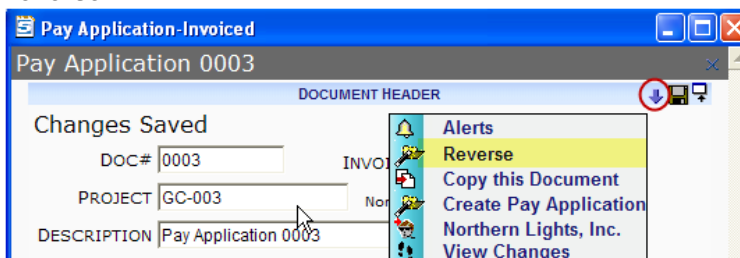 Pay Application-Invoiced
Pay Application 0003
DOCUMENT HEADER
Changes Saved
DOC# 0003
PROJECT GC-003
DESCRIPTION Pay Application 0003
Alerts
Reverse
Copy this Document
Create Pay Application
Northern Lights, Inc.
View Changes